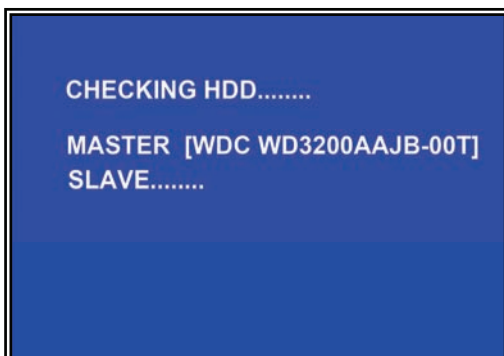 CHECKING HDD........
MASTER [WDC WD3200AAJB-00T]
SLAVE........